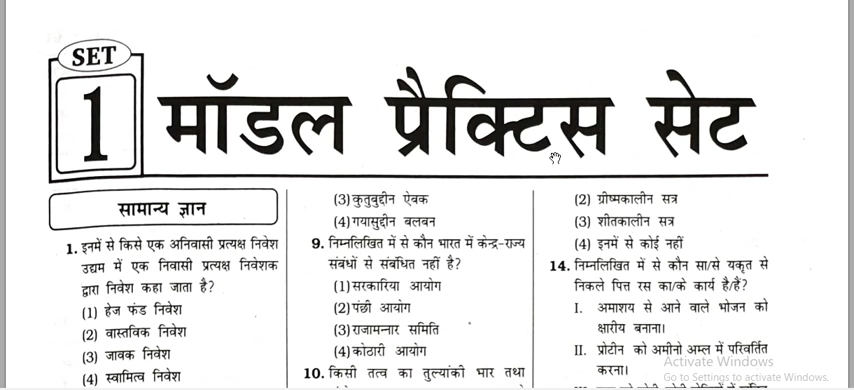 SET
1
मॉडल प्रैक्टिस सेट
सामान्य ज्ञान
1. इनमें से किसे एक अनिवासी प्रत्यक्ष निवेश
उद्यम में एक निवासी प्रत्यक्ष निवेशक
द्वारा निवेश कहा जाता है?
(1) हेज फंड निवेश
(2) वास्तविक निवेश
(3) जावक निवेश
(4) स्वामित्व निवेश
(3) कुतुबुद्दीन ऐबक
(4) गयासुद्दीन बलबन
9. निम्नलिखित में से कौन भारत में केन्द्र-राज्य
संबंधों से संबंधित नहीं है?
(1) सरकारिया आयोग
(2) पंछी आयोग
(3) राजामन्नार समिति
(4) कोठारी आयोग
10. किसी तत्व का तुल्यांकी भार तथा
(2) ग्रीष्मकालीन सत्र
(3) शीतकालीन सत्र
(4) इनमें से कोई नहीं
14. निम्नलिखित में से कौन सा/से यकृत से
निकले पित्त रस का/के कार्य है/हैं?
I. अमाशय से आने वाले भोजन को
क्षारीय बनाना।
II. प्रोटीन को अमीनो अम्ल में परिवर्तित
करना।
Activate Windows
Go to Settings to activate Windows.